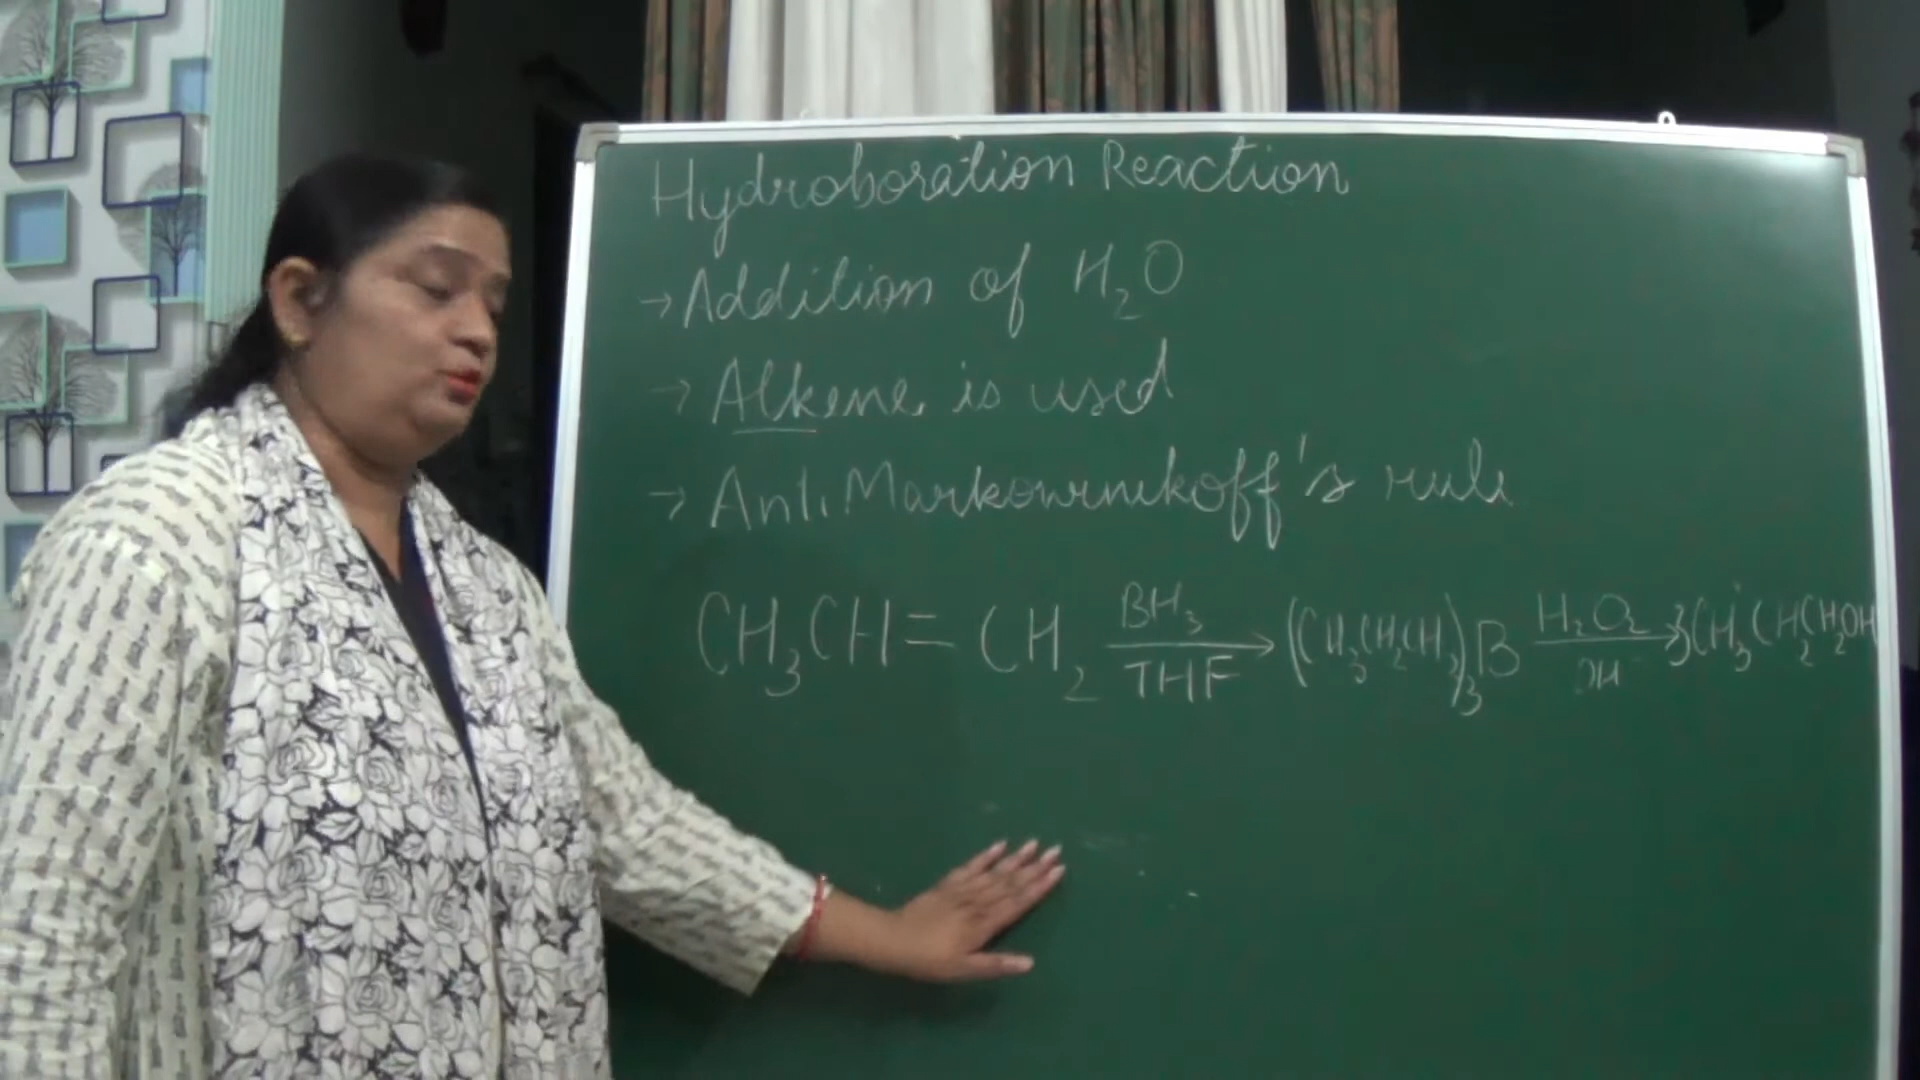 Hydroboration Reaction
→ Addition of H₂O
→ Alkene is used
→ Anti Markownikoff's rule
CH₃CH=CH₂ BH₃ THF → (CH₃CH₂CH₂)₃B H₂O₂ OH⁻ → 3CH₃CH₂CH₂OH